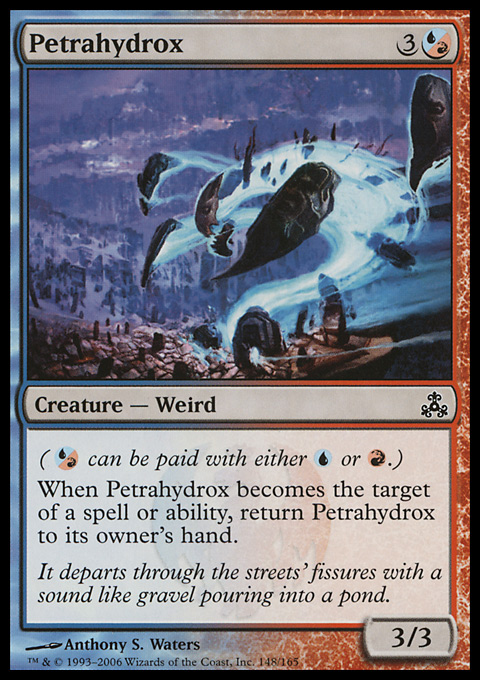 Petrahydrox 3
Creature — Weird
( can be paid with either or .)
When Petrahydrox becomes the target
of a spell or ability, return Petrahydrox
to its owner's hand.
It departs through the streets' fissures with a
sound like gravel pouring into a pond.
Anthony S. Waters
3/3
™ & © 1993–2006 Wizards of the Coast, Inc. 148/165